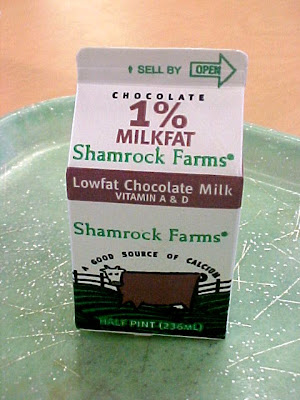 SELL BY OPEN
CHOCOLATE
1%
MILKFAT
Shamrock Farms®
Lowfat Chocolate Milk
VITAMIN A & D
Shamrock Farms®
A GOOD SOURCE OF CALCIUM
HALF PINT (236mL)